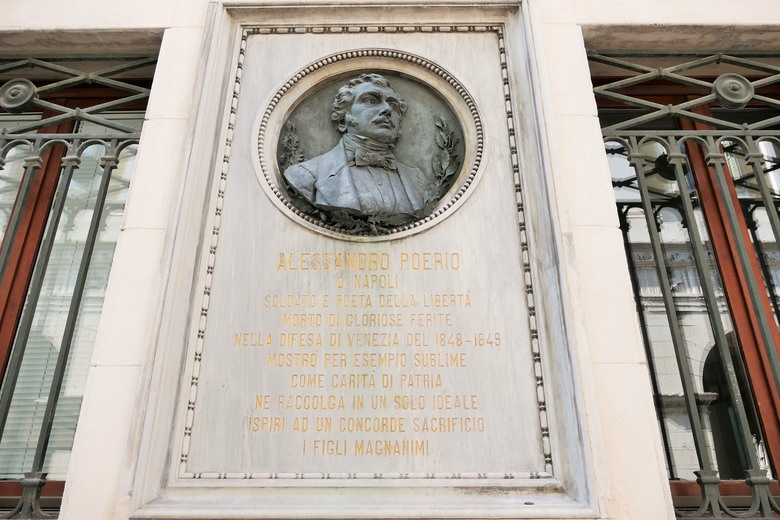 ALESSANDRO POERIO
DI NAPOLI
SOLDATO E POETA DELLA LIBERTÀ
MORTO DI GLORIOSE FERITE
NELLA DIFESA DI VENEZIA DEL 1848-1849
MOSTRÒ PER ESEMPIO SUBLIME
COME CARITÀ DI PATRIA
NE RACCOLGA IN UN SOLO IDEALE
ISPIRI AD UN CONCORDE SACRIFICIO
I FIGLI MAGNANIMI